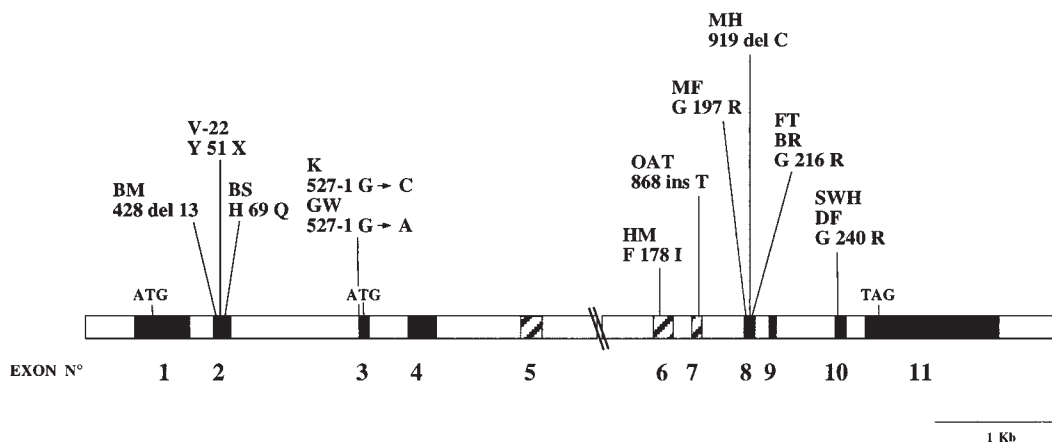 MH
919 del C
MF
G 197 R
FT
BR
G 216 R
V-22
Y 51 X
K
527-1 G → C
GW
527-1 G → A
OAT
868 ins T
BM
428 del 13
BS
H 69 Q
SWH
DF
G 240 R
HM
F 178 I
ATG
ATG
TAG
EXON N° 1 2 3 4 5 6 7 8 9 10 11
1 Kb